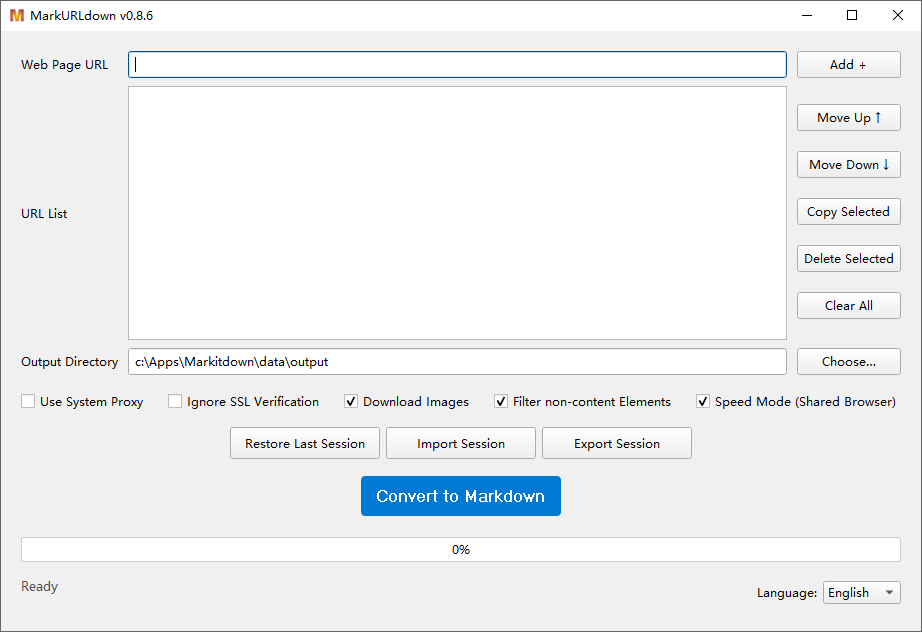 MarkURLdown v0.8.6
Web Page URL
Add +
Move Up ↑
Move Down ↓
URL List
Copy Selected
Delete Selected
Clear All
Output Directory
c:\Apps\Markitdown\data\output
Choose...
Use System Proxy
Ignore SSL Verification
Download Images
Filter non-content Elements
Speed Mode (Shared Browser)
Restore Last Session
Import Session
Export Session
Convert to Markdown
0%
Ready
Language:
English